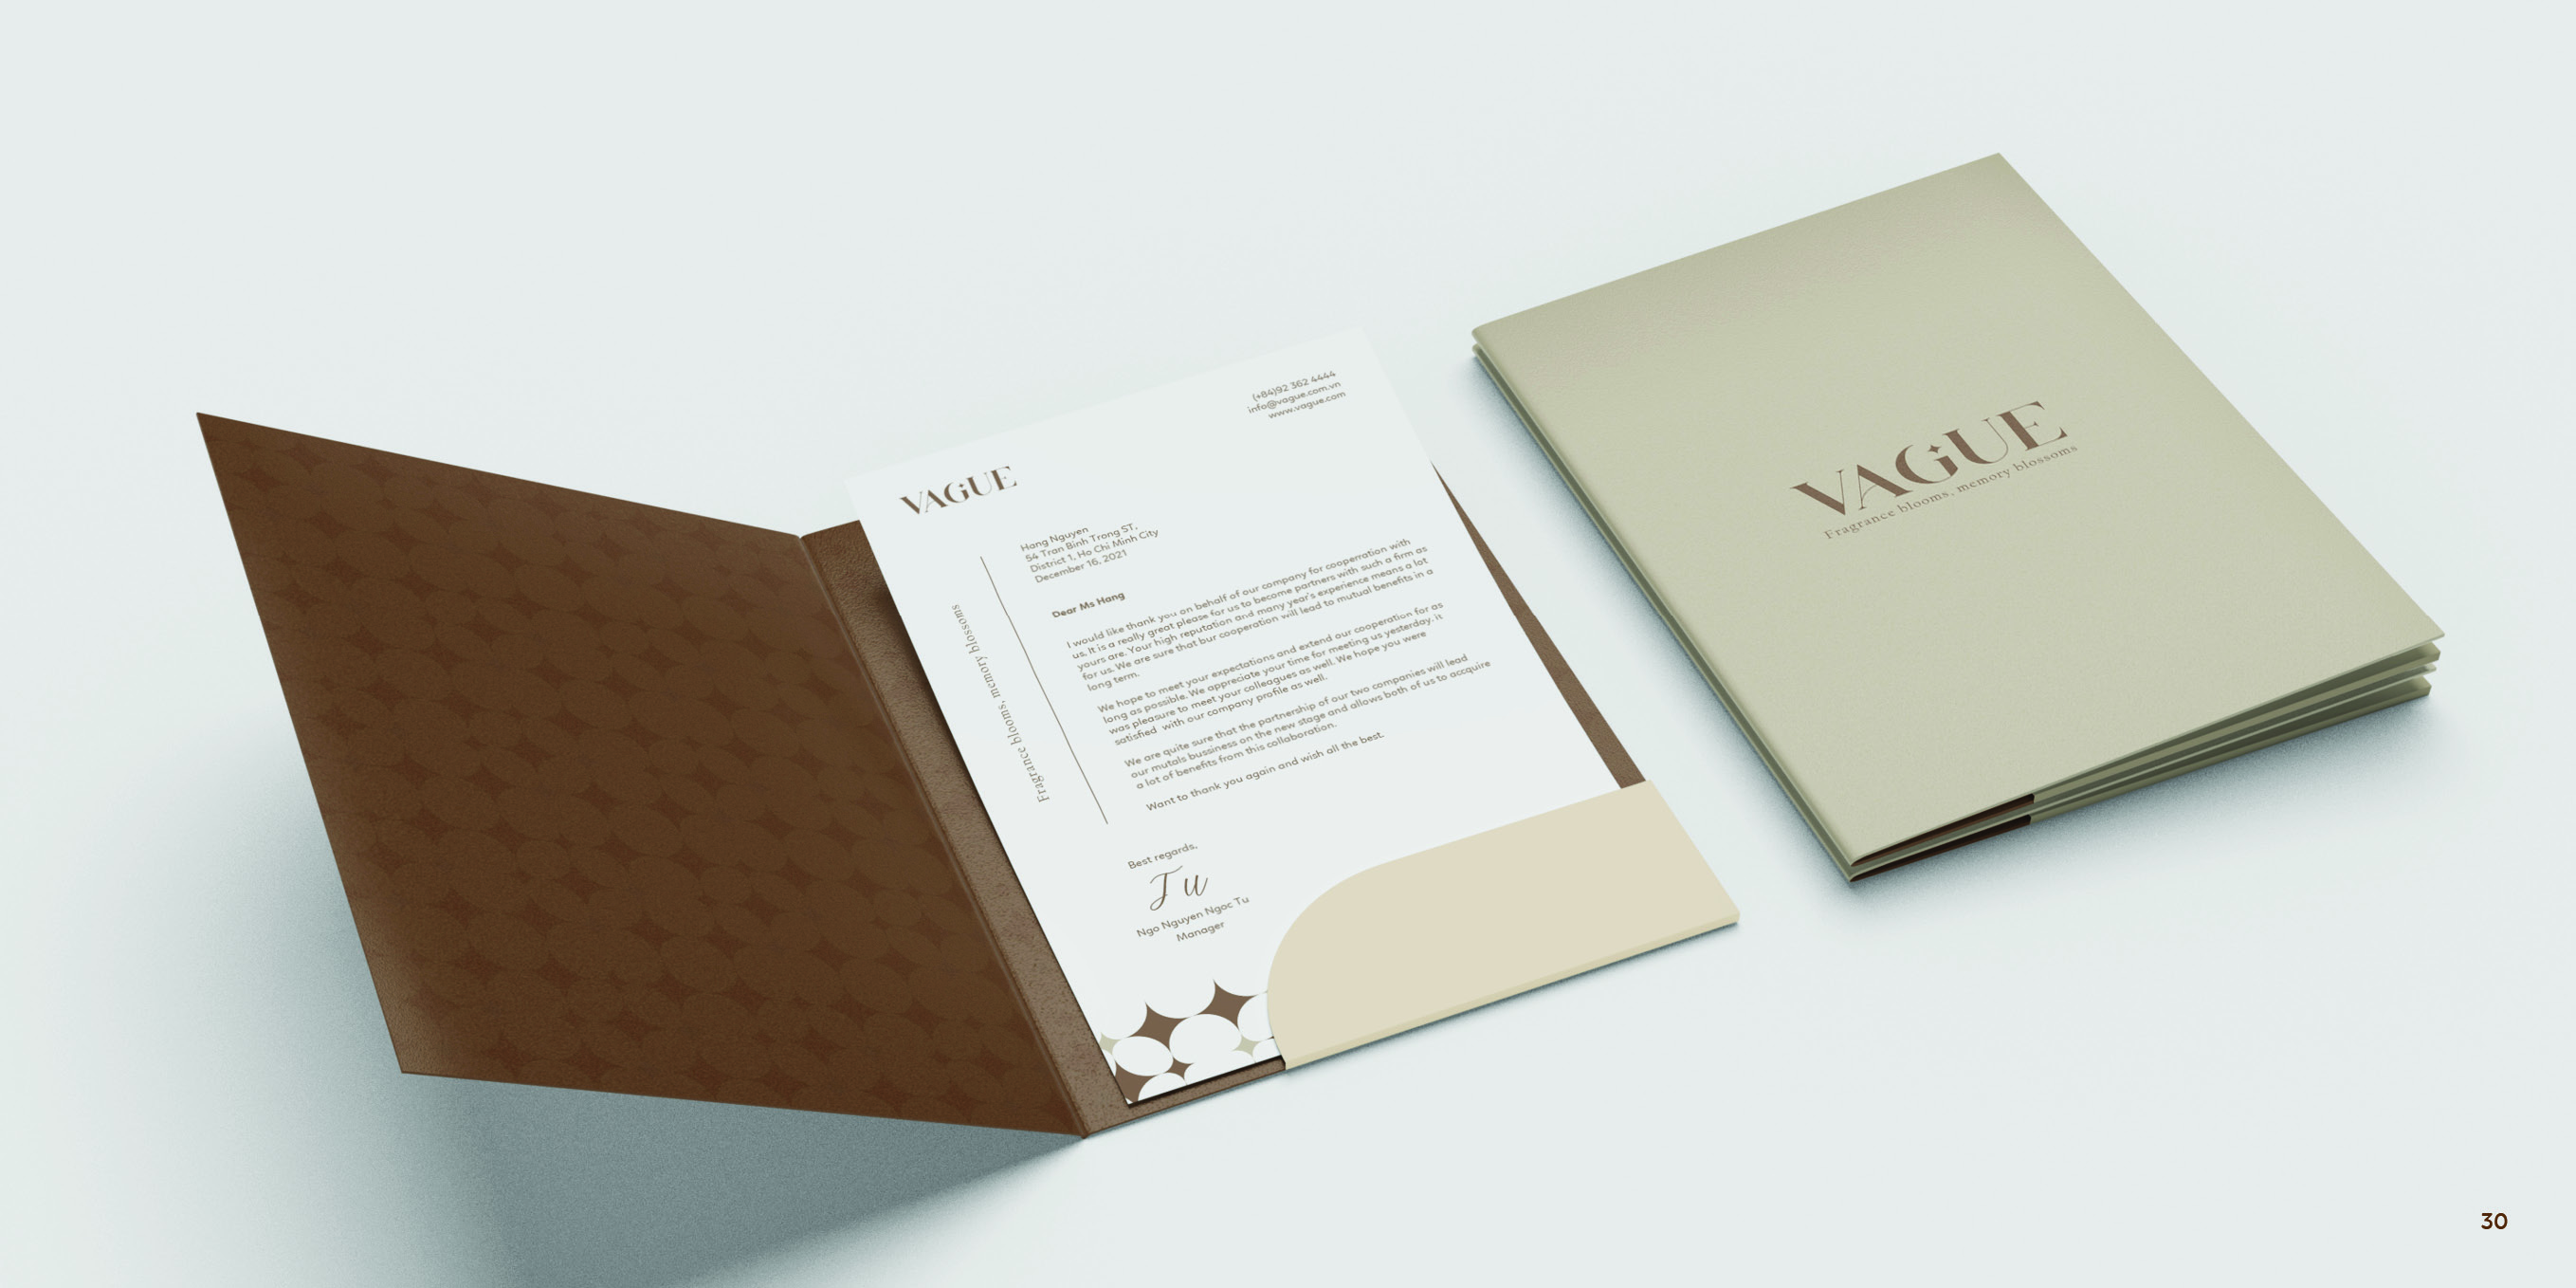 VAGUE
(+84)92 362 4444
info@vague.com.vn
www.vague.com
Hang Nguyen
54 Tran Binh Trong ST,
District 1, Ho Chi Minh City
December 16, 2021
Fragrance blooms, memory blossoms
Dear Ms Hang
I would like thank you on behalf of our company for cooperration with
us. It is a really great please for us to become partners with such a firm as
yours are. Your high reputation and many year's experience means a lot
for us. We are sure that bur cooperation will lead to mutual benefits in a
long term.
We hope to meet your expectations and extend our cooperation for as
long as possible. We appreciate your time for meeting us yesterday. it
was pleasure to meet your colleagues as well. We hope you were
satisfied with our company profile as well.
We are quite sure that the partnership of our two companies will lead
our mutals bussiness on the new stage and allows both of us to accquire
a lot of benefits from this collaboration.
Want to thank you again and wish all the best.
Best regards,
Tu
Ngo Nguyen Ngoc Tu
Manager
VAGUE
Fragrance blooms, memory blossoms
30